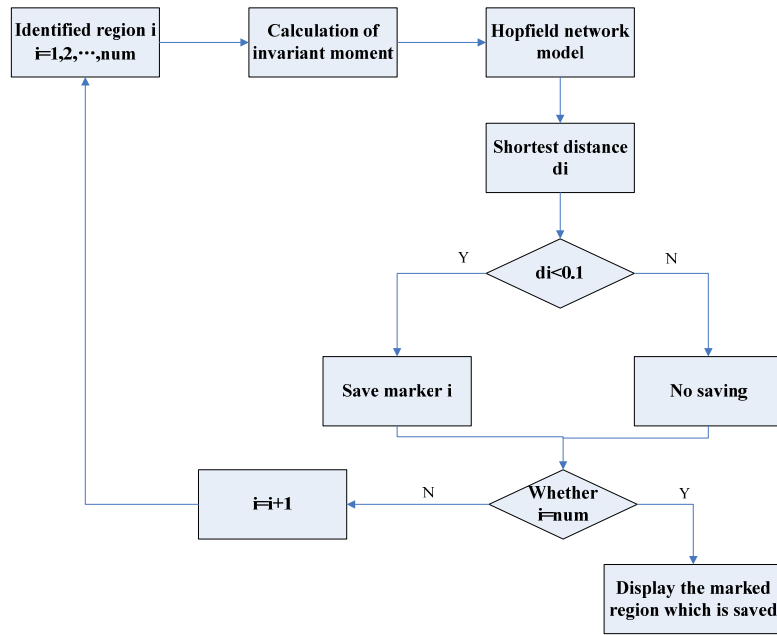 Identified region i
i=1,2,⋯,num
Calculation of
invariant moment
Hopfield network
model
Shortest distance
di
di<0.1
Y
N
Save marker i
No saving
Whether
i=num
N
Y
i=i+1
Display the marked
region which is saved